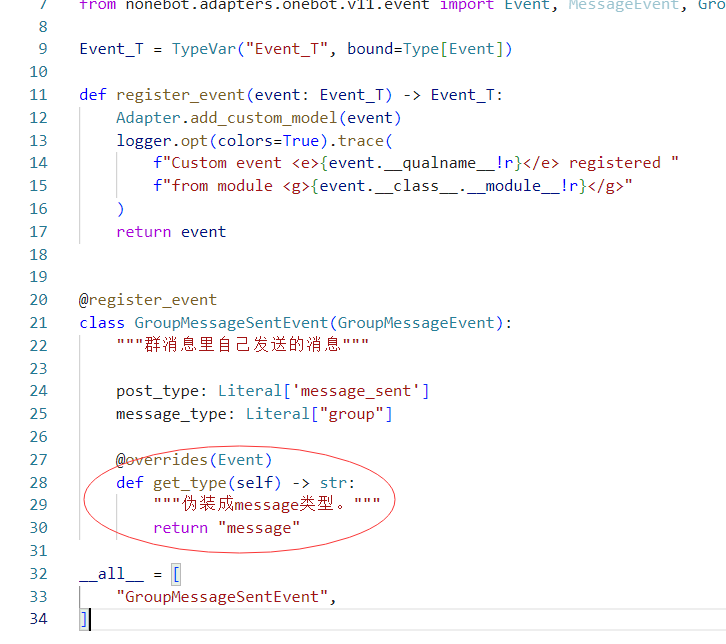 7 from nonebot.adapters.onebot.v11.event import Event, MessageEvent, Gro
8
9 Event_T = TypeVar("Event_T", bound=Type[Event])
10
11 def register_event(event: Event_T) -> Event_T:
12 Adapter.add_custom_model(event)
13 logger.opt(colors=True).trace(
14 f"Custom event <e>{event.__qualname__!r}</e> registered "
15 f"from module <g>{event.__class__.__module__!r}</g>"
16 )
17 return event
18
19
20 @register_event
21 class GroupMessageSentEvent(GroupMessageEvent):
22 """群消息里自己发送的消息"""
23
24 post_type: Literal['message_sent']
25 message_type: Literal["group"]
26
27 @overrides(Event)
28 def get_type(self) -> str:
29 """伪装成message类型。"""
30 return "message"
31
32 __all__ = [
33 "GroupMessageSentEvent",
34 ]